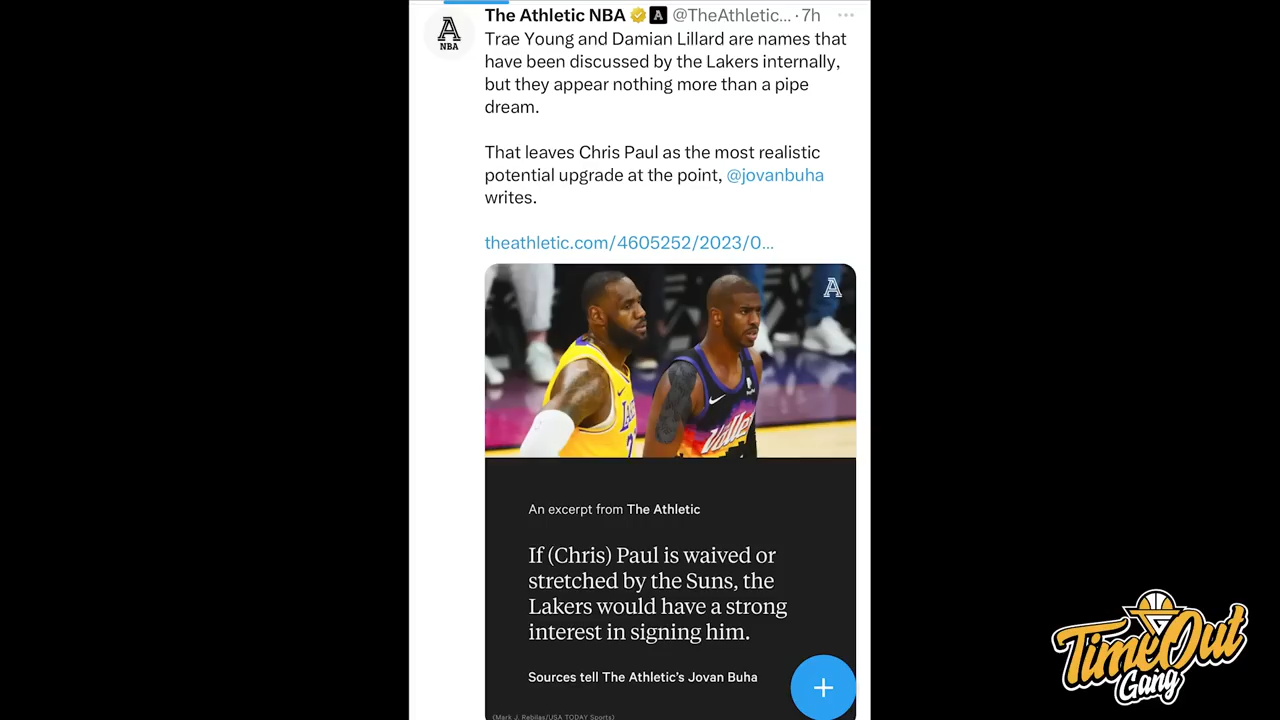 The Athletic NBA A @TheAthletic... · 7h ...
A
NBA
Trae Young and Damian Lillard are names that
have been discussed by the Lakers internally,
but they appear nothing more than a pipe
dream.
That leaves Chris Paul as the most realistic
potential upgrade at the point, @jovanbuha
writes.
theathletic.com/4605252/2023/0...
A
Valley
An excerpt from The Athletic
If (Chris) Paul is waived or
stretched by the Suns, the
Lakers would have a strong
interest in signing him.
Sources tell The Athletic's Jovan Buha
+
(Mark J. Rebilas/USA TODAY Sports)
TimeOut
Gang